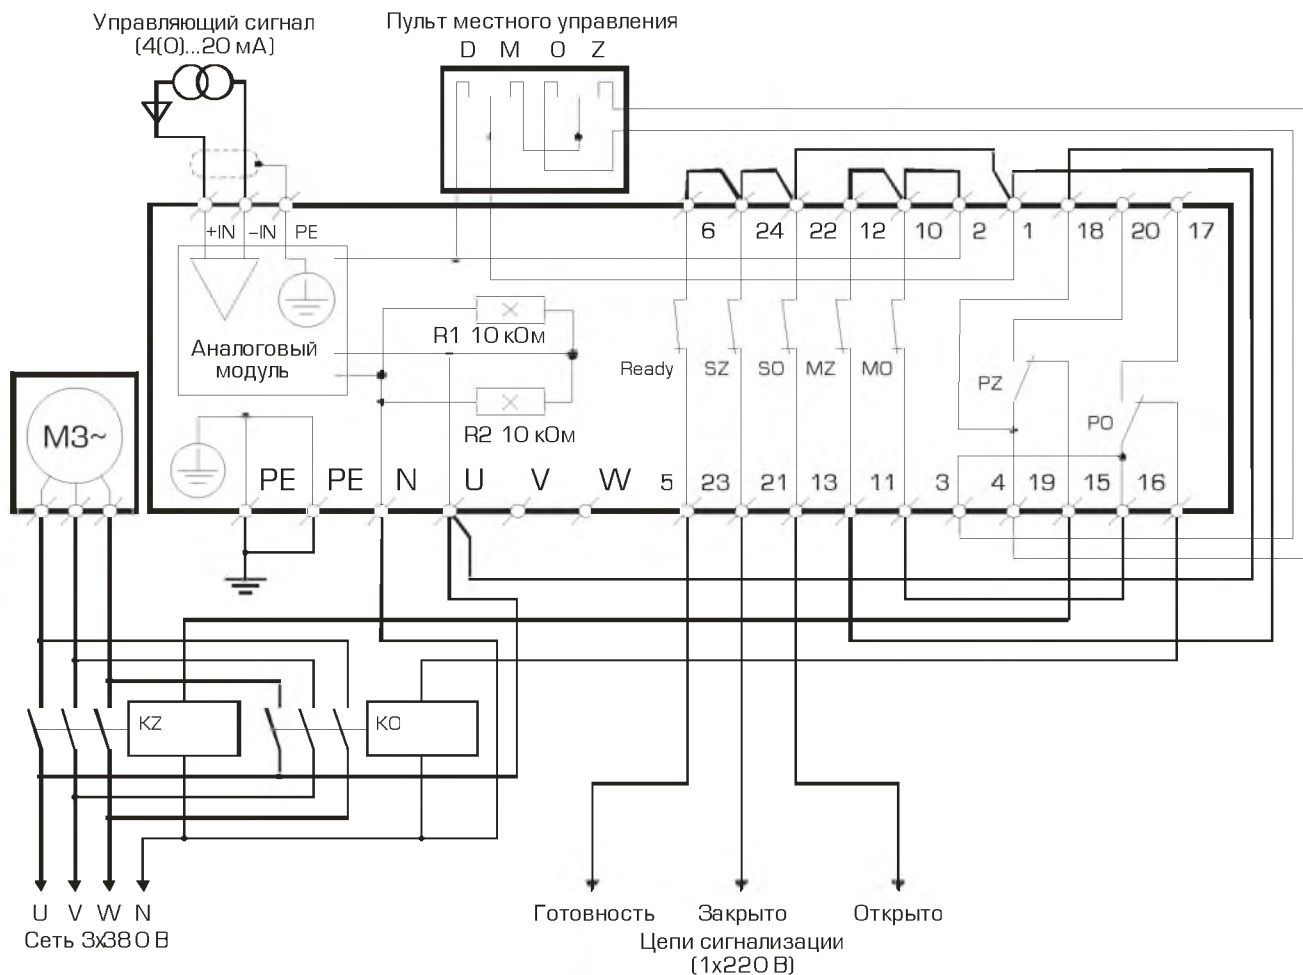 Управляющий сигнал
(4(0)...20 мА)
Пульт местного управления
D M O Z
+IN –IN PE
6 24 22 12 10 2 1 18 20 17
Аналоговый
модуль
R1 10 кОм
R2 10 кОм
Ready SZ SO MZ MO
PZ
PO
M3~
PE PE N U V W 5 23 21 13 11 3 4 19 15 16
KZ
KO
U V W N
Сеть 3x380 В
Готовность Закрыто Открыто
Цепи сигнализации
(1x220 В)